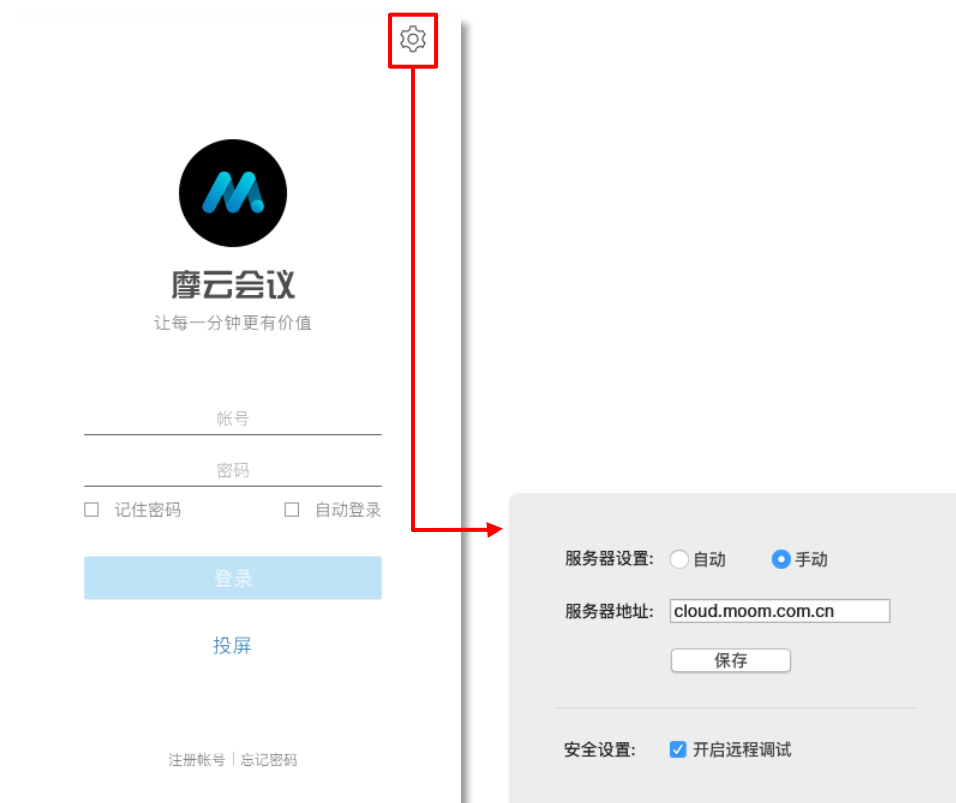 摩云会议
让每一分钟更有价值
帐号
密码
记住密码 自动登录
登录
投屏
注册帐号 | 忘记密码
服务器设置: 自动 手动
服务器地址: cloud.moom.com.cn
保存
安全设置: 开启远程调试